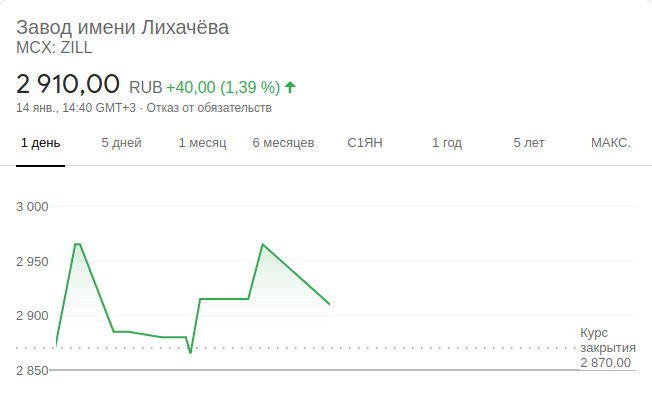 Завод имени Лихачёва
MCX: ZILL
2 910,00 RUB +40,00 (1,39 %)
14 янв., 14:40 GMT+3 · Отказ от обязательств
1 день 5 дней 1 месяц 6 месяцев С1ЯН 1 год 5 лет МАКС.
3 000
2 950
2 900
Курс
закрытия
2 870,00
2 850